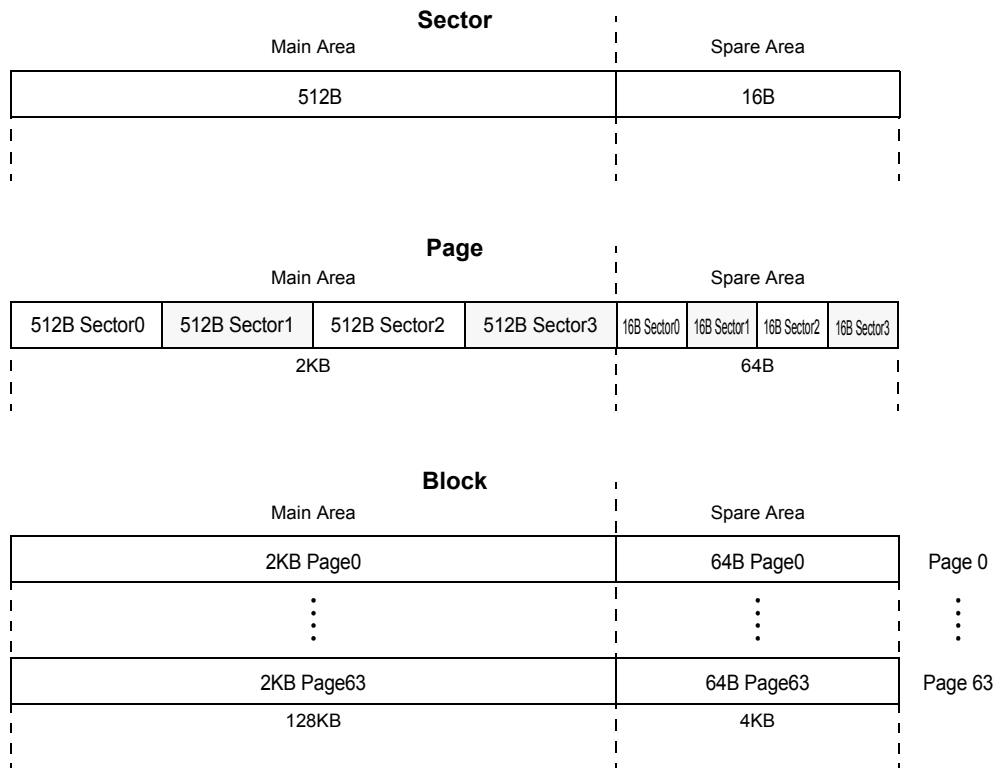 Sector
Main Area Spare Area
512B 16B
Page
Main Area Spare Area
512B Sector0 512B Sector1 512B Sector2 512B Sector3 16B Sector0 16B Sector1 16B Sector2 16B Sector3
2KB 64B
Block
Main Area Spare Area
2KB Page0 64B Page0 Page 0
2KB Page63 64B Page63 Page 63
128KB 4KB